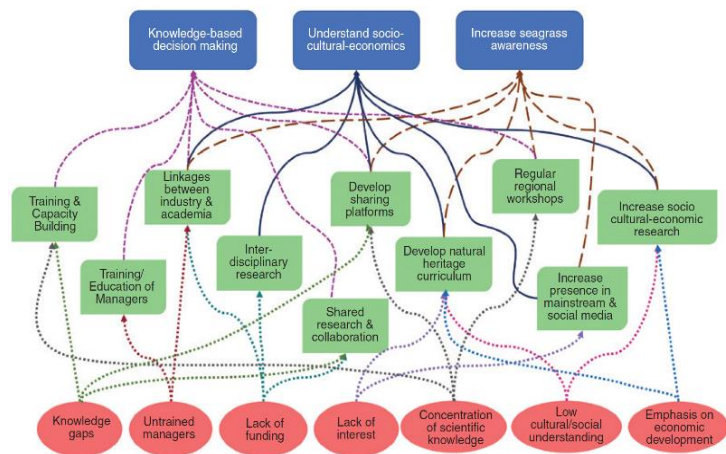 Knowledge-based
decision making
Understand socio-
cultural-economics
Increase seagrass
awareness
Training &
Capacity
Building
Linkages
between
industry &
academia
Develop
sharing
platforms
Regular
regional
workshops
Increase socio
cultural-economic
research
Training/
Education of
Managers
Inter-
disciplinary
research
Develop natural
heritage
curriculum
Shared
research &
collaboration
Increase
presence in
mainstream &
social media
Knowledge
gaps
Untrained
managers
Lack of
funding
Lack of
interest
Concentration
of scientific
knowledge
Low
cultural/social
understanding
Emphasis on
economic
development